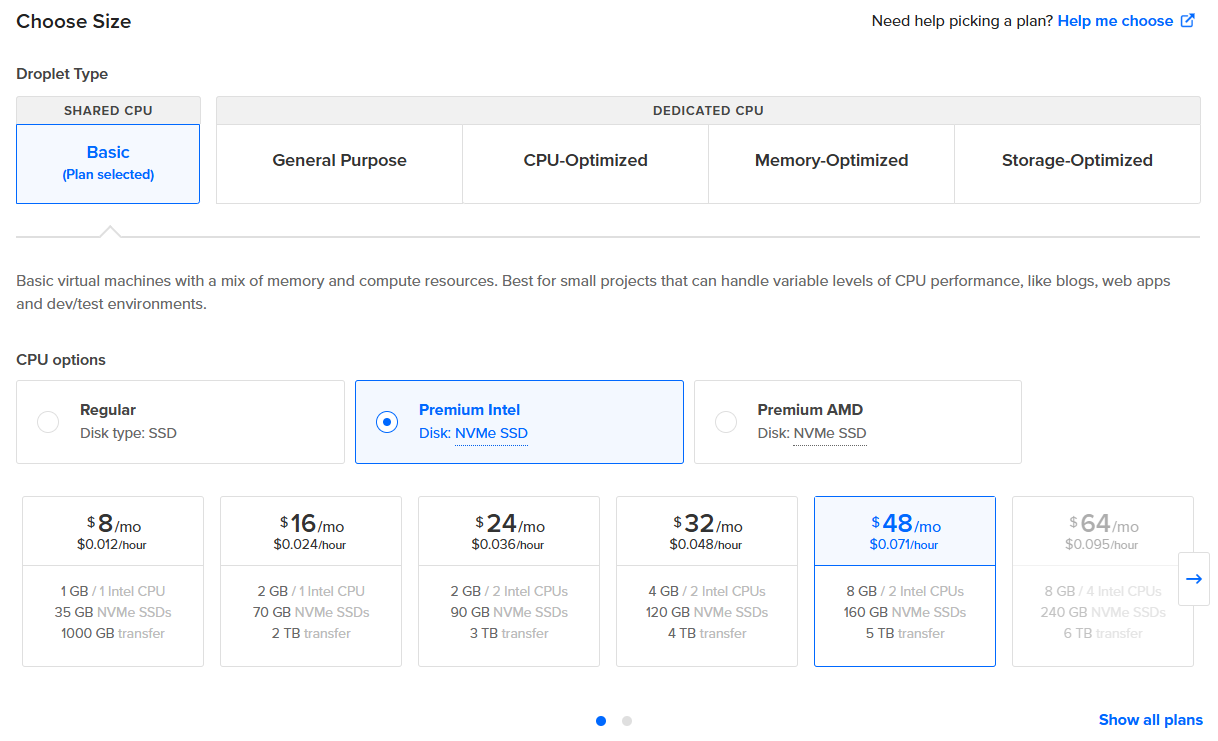 Choose Size
Need help picking a plan? Help me choose
Droplet Type
SHARED CPU
DEDICATED CPU
Basic
(Plan selected)
General Purpose
CPU-Optimized
Memory-Optimized
Storage-Optimized
Basic virtual machines with a mix of memory and compute resources. Best for small projects that can handle variable levels of CPU performance, like blogs, web apps
and dev/test environments.
CPU options
Regular
Disk type: SSD
Premium Intel
Disk: NVMe SSD
Premium AMD
Disk: NVMe SSD
$8/mo
$0.012/hour
1 GB / 1 Intel CPU
35 GB NVMe SSDs
1000 GB transfer
$16/mo
$0.024/hour
2 GB / 1 Intel CPU
70 GB NVMe SSDs
2 TB transfer
$24/mo
$0.036/hour
2 GB / 2 Intel CPUs
90 GB NVMe SSDs
3 TB transfer
$32/mo
$0.048/hour
4 GB / 2 Intel CPUs
120 GB NVMe SSDs
4 TB transfer
$48/mo
$0.071/hour
8 GB / 2 Intel CPUs
160 GB NVMe SSDs
5 TB transfer
$64/mo
$0.095/hour
8 GB / 4 Intel CPUs
240 GB NVMe SSDs
6 TB transfer
Show all plans